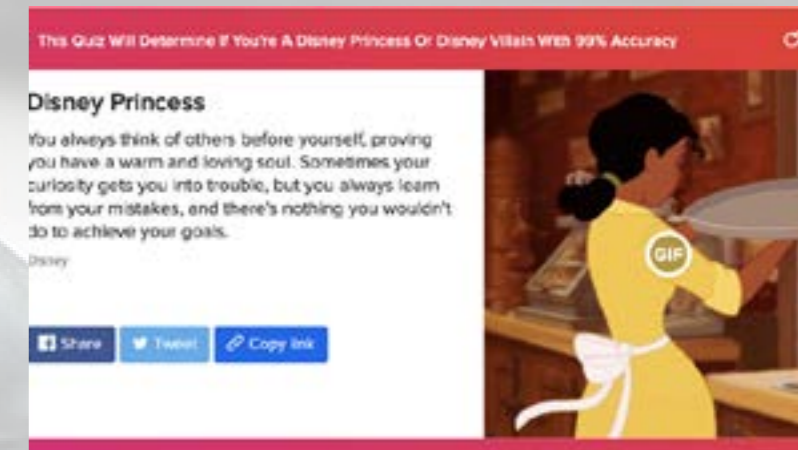 This Quiz Will Determine If You're A Disney Princess Or Disney Villain With 99% Accuracy
Disney Princess
You always think of others before yourself, proving
you have a warm and loving soul. Sometimes your
curiosity gets you into trouble, but you always learn
from your mistakes, and there's nothing you wouldn't
do to achieve your goals.
Disney
GIF
Share
Tweet
Copy link